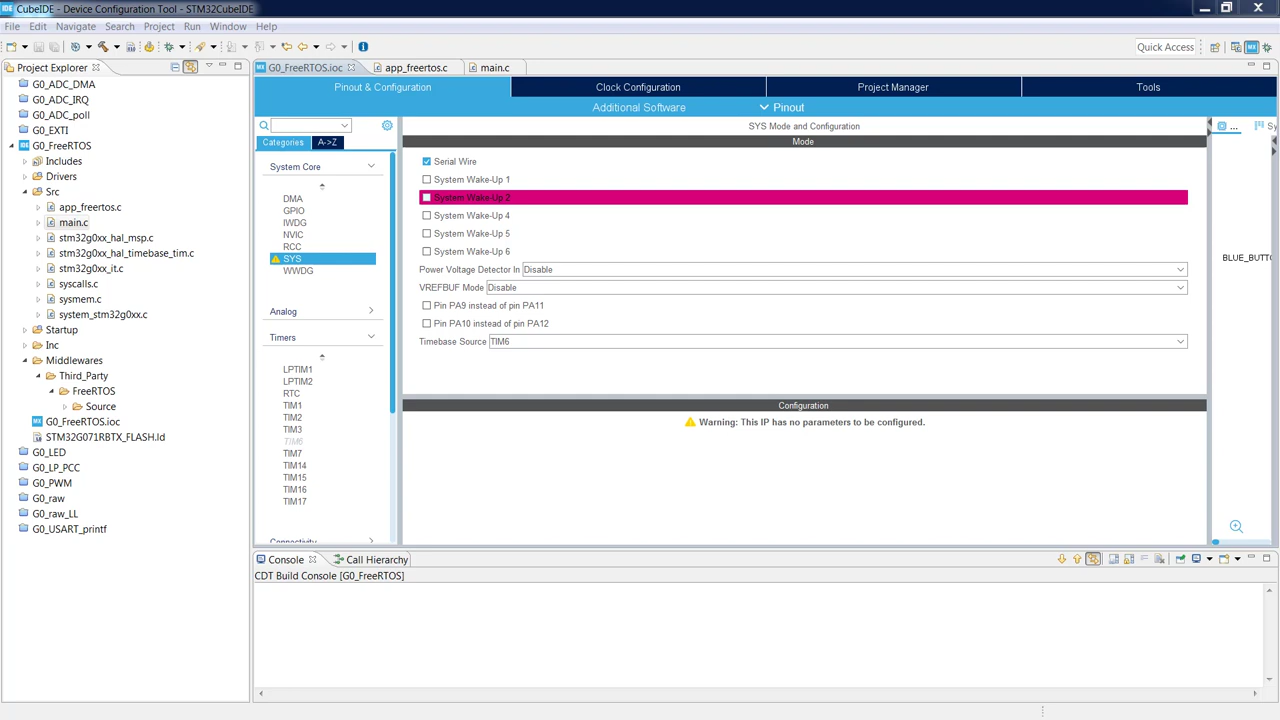 IDE CubeIDE - Device Configuration Tool - STM32CubeIDE
File Edit Navigate Search Project Run Window Help
Quick Access
Project Explorer
G0_FreeRTOS.ioc app_freertos.c main.c
G0_ADC_DMA
G0_ADC_IRQ
G0_ADC_poll
G0_EXTI
G0_FreeRTOS
Includes
Drivers
Src
app_freertos.c
main.c
stm32g0xx_hal_msp.c
stm32g0xx_hal_timebase_tim.c
stm32g0xx_it.c
syscalls.c
sysmem.c
system_stm32g0xx.c
Startup
Inc
Middlewares
Third_Party
FreeRTOS
Source
MX G0_FreeRTOS.ioc
STM32G071RBTX_FLASH.ld
G0_LED
G0_LP_PCC
G0_PWM
G0_raw
G0_raw_LL
G0_USART_printf
Pinout & Configuration Clock Configuration Project Manager Tools
Additional Software Pinout
Categories A->Z
System Core
DMA
GPIO
IWDG
NVIC
RCC
SYS
WWDG
Analog
Timers
LPTIM1
LPTIM2
RTC
TIM1
TIM2
TIM3
TIM6
TIM7
TIM14
TIM15
TIM16
TIM17
Connectivity
SYS Mode and Configuration
Mode
Serial Wire
System Wake-Up 1
System Wake-Up 2
System Wake-Up 4
System Wake-Up 5
System Wake-Up 6
Power Voltage Detector In Disable
VREFBUF Mode Disable
Pin PA9 instead of pin PA11
Pin PA10 instead of pin PA12
Timebase Source TIM6
Configuration
Warning: This IP has no parameters to be configured.
... Sy
BLUE_BUTTO
Console Call Hierarchy
CDT Build Console [G0_FreeRTOS]